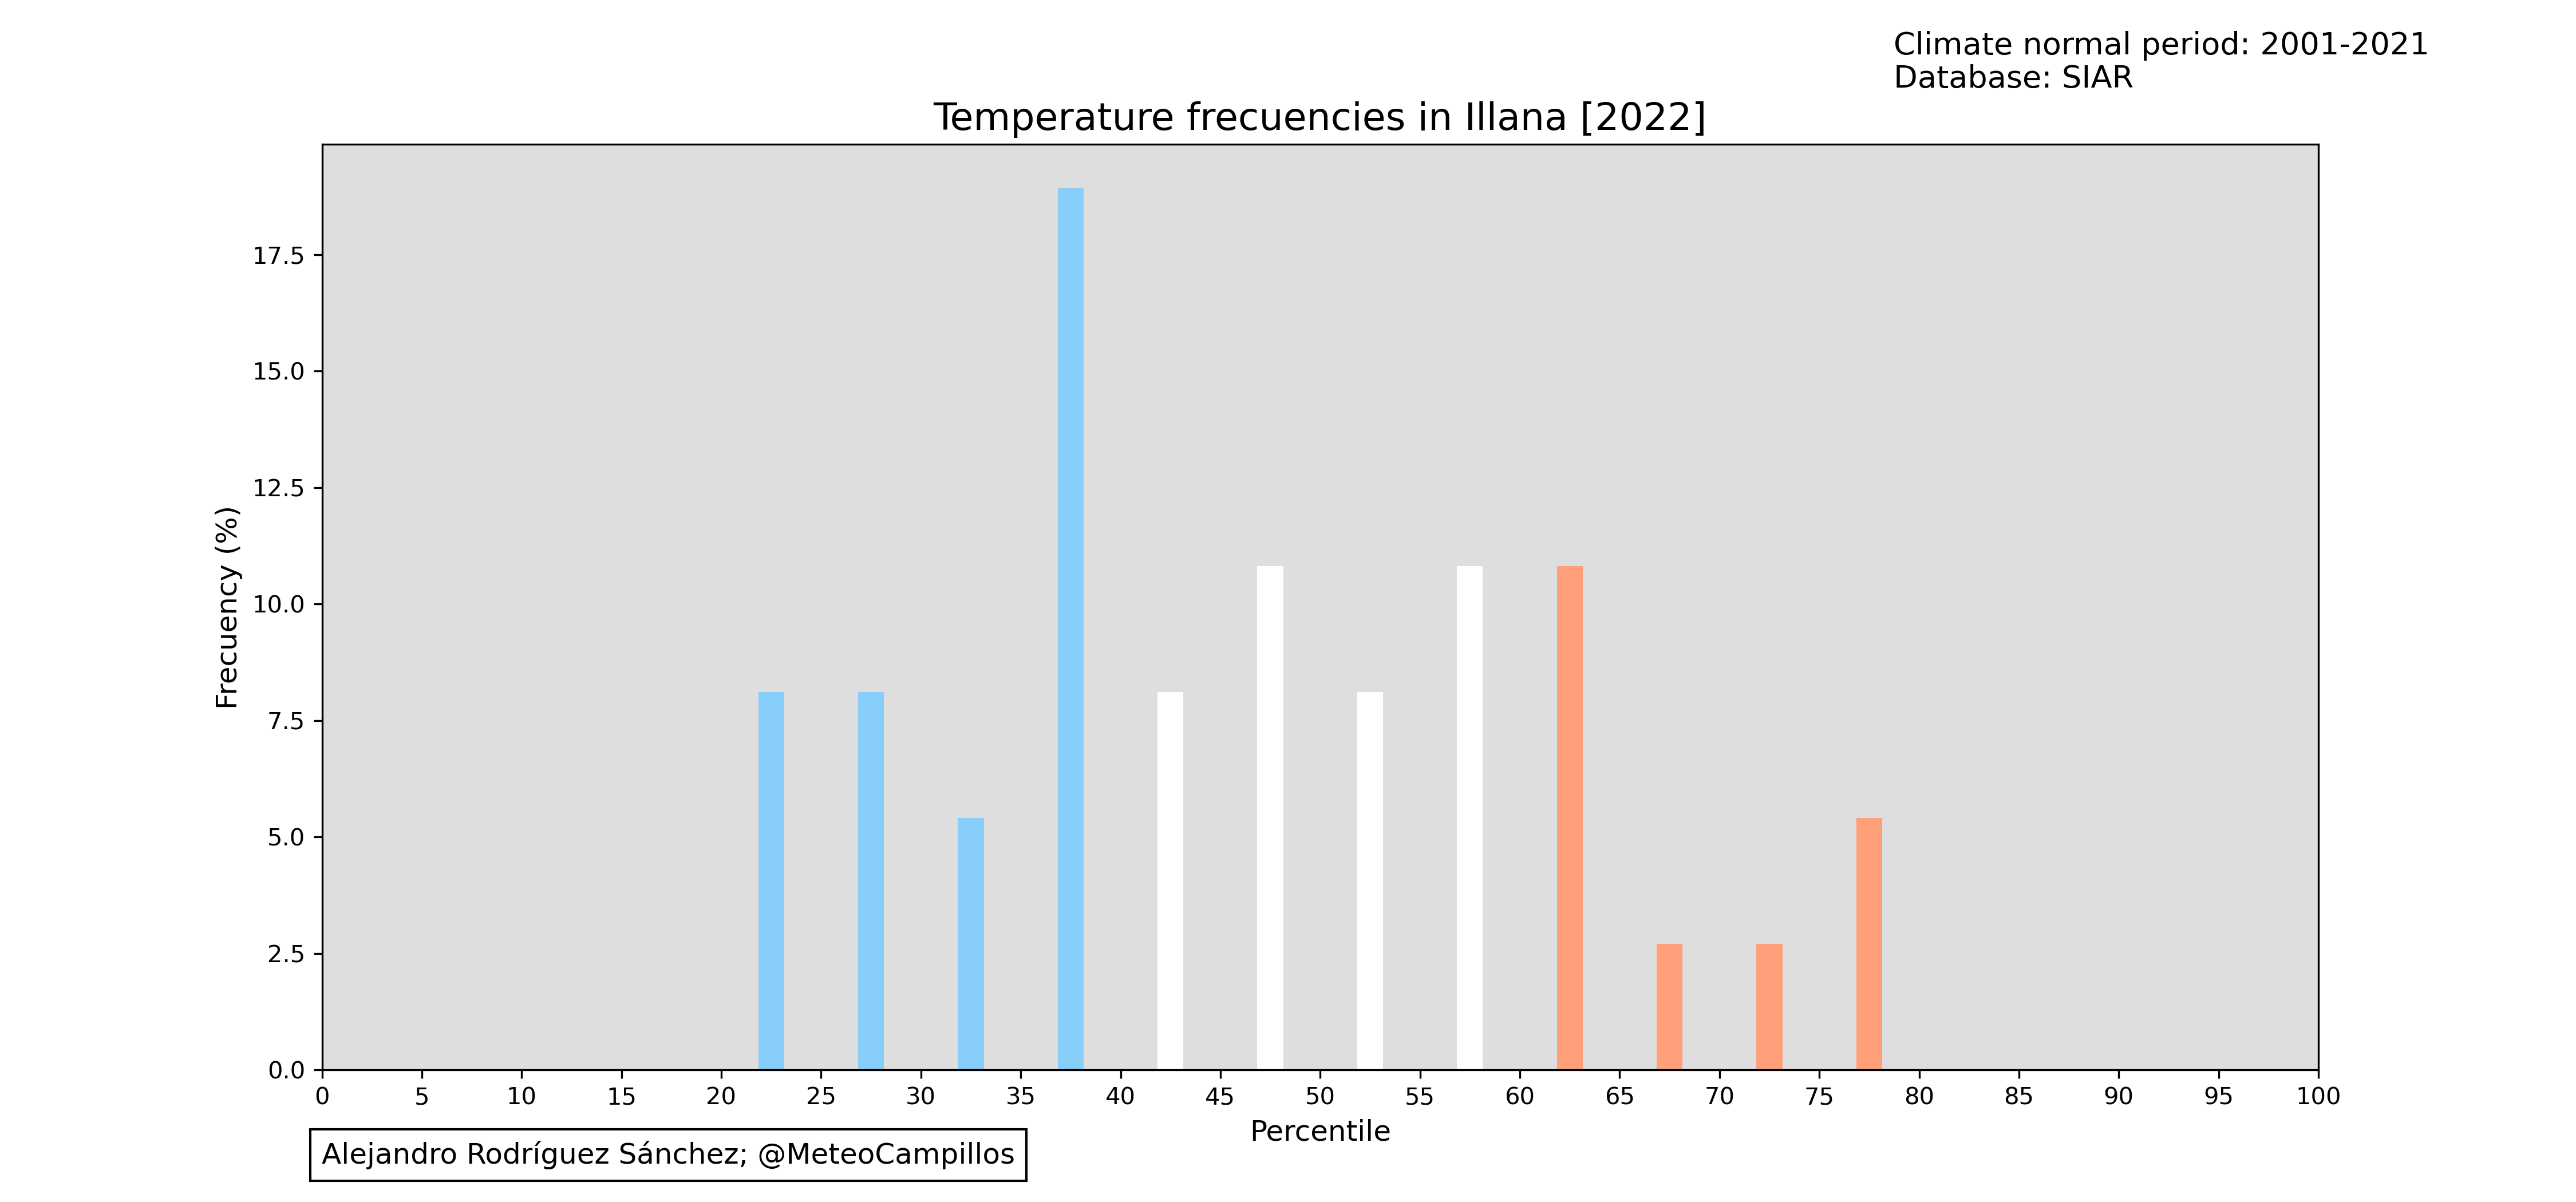 Climate normal period: 2001-2021
Database: SIAR
Temperature frecuencies in Illana [2022]
17.5
15.0
12.5
10.0
7.5
5.0
2.5
0.0
Frecuency (%)
0 5 10 15 20 25 30 35 40 45 50 55 60 65 70 75 80 85 90 95 100
Percentile
Alejandro Rodríguez Sánchez; @MeteoCampillos